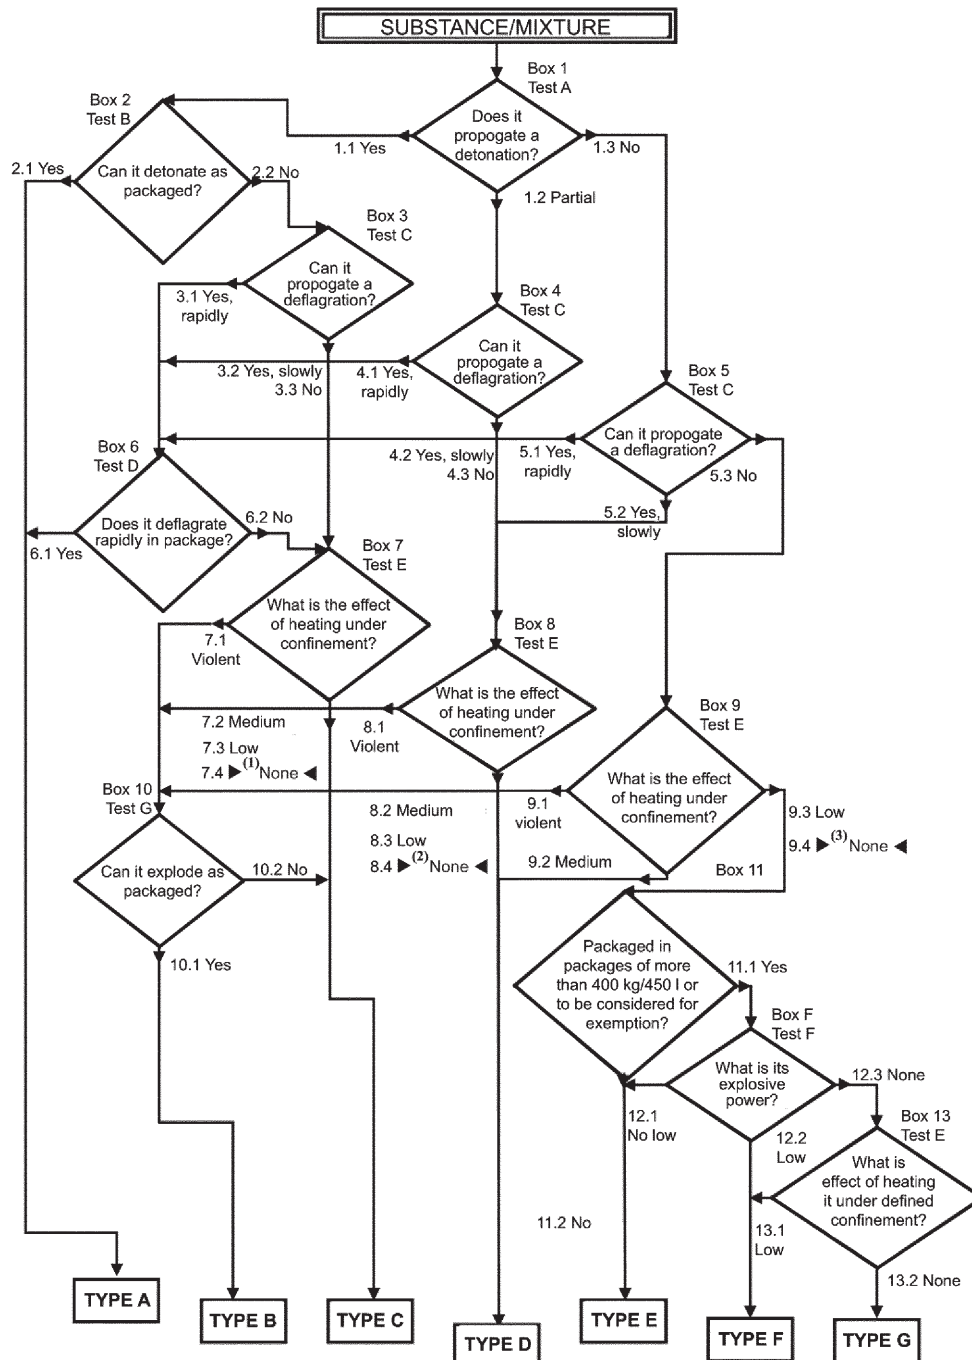 SUBSTANCE/MIXTURE
Box 1
Test A
Does it
propogate a
detonation?
1.1 Yes
1.3 No
1.2 Partial
Box 2
Test B
Can it detonate as
packaged?
2.1 Yes
2.2 No
Box 3
Test C
Can it
propogate a
deflagration?
3.1 Yes,
rapidly
3.2 Yes, slowly
3.3 No
Box 4
Test C
Can it
propogate a
deflagration?
4.1 Yes,
rapidly
4.2 Yes, slowly
4.3 No
Box 5
Test C
Can it propogate
a deflagration?
5.1 Yes,
rapidly
5.3 No
5.2 Yes,
slowly
Box 6
Test D
Does it deflagrate
rapidly in package?
6.1 Yes
6.2 No
Box 7
Test E
What is the effect
of heating under
confinement?
7.1
Violent
7.2 Medium
7.3 Low
7.4 ►(1) None ◄
Box 8
Test E
What is the effect
of heating under
confinement?
8.1
Violent
8.2 Medium
8.3 Low
8.4 ►(2) None ◄
Box 9
Test E
What is the effect
of heating under
confinement?
9.1
violent
9.2 Medium
9.3 Low
9.4 ►(3) None ◄
Box 10
Test G
Can it explode as
packaged?
10.2 No
10.1 Yes
Box 11
Packaged in
packages of more
than 400 kg/450 l or
to be considered for
exemption?
11.1 Yes
11.2 No
Box F
Test F
What is its
explosive
power?
12.1
No low
12.2
Low
12.3 None
Box 13
Test E
What is
effect of heating
it under defined
confinement?
13.1
Low
13.2 None
TYPE A
TYPE B
TYPE C
TYPE D
TYPE E
TYPE F
TYPE G